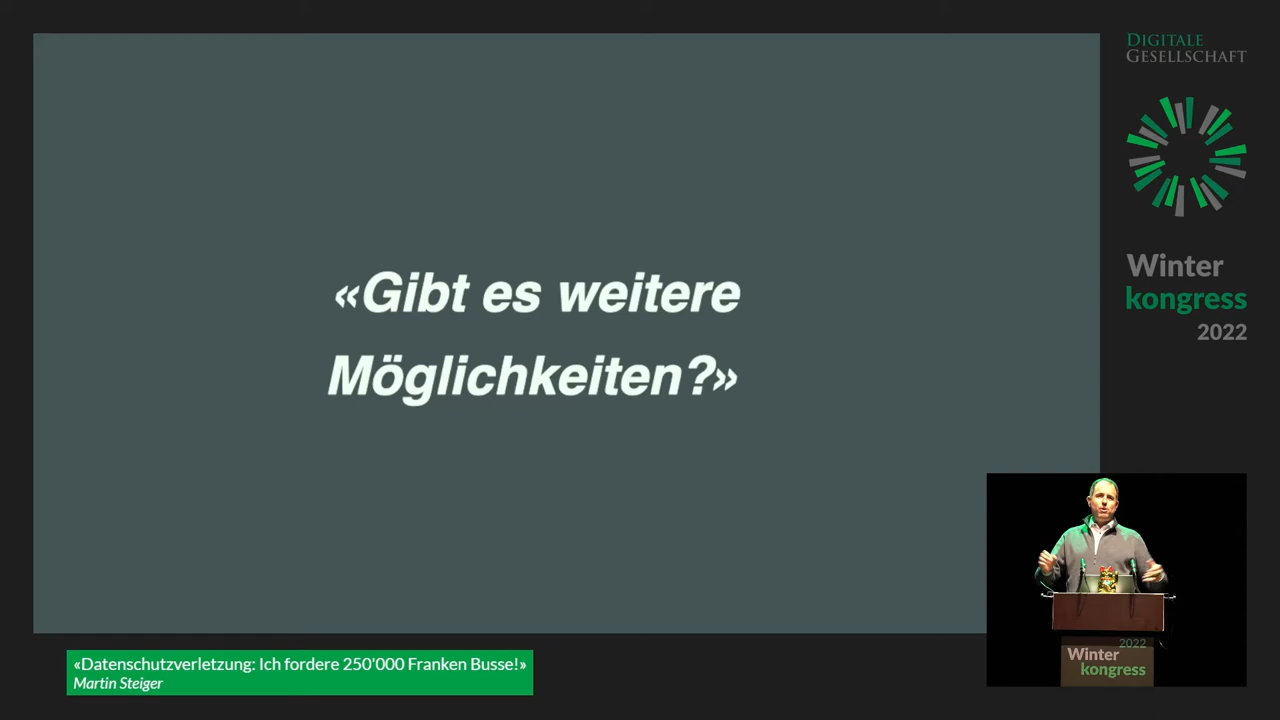 DIGITALE
GESELLSCHAFT
«Gibt es weitere
Möglichkeiten?»
Winter
kongress
2022
«Datenschutzverletzung: Ich fordere 250'000 Franken Busse!»
Martin Steiger
2022
Winter
kongress